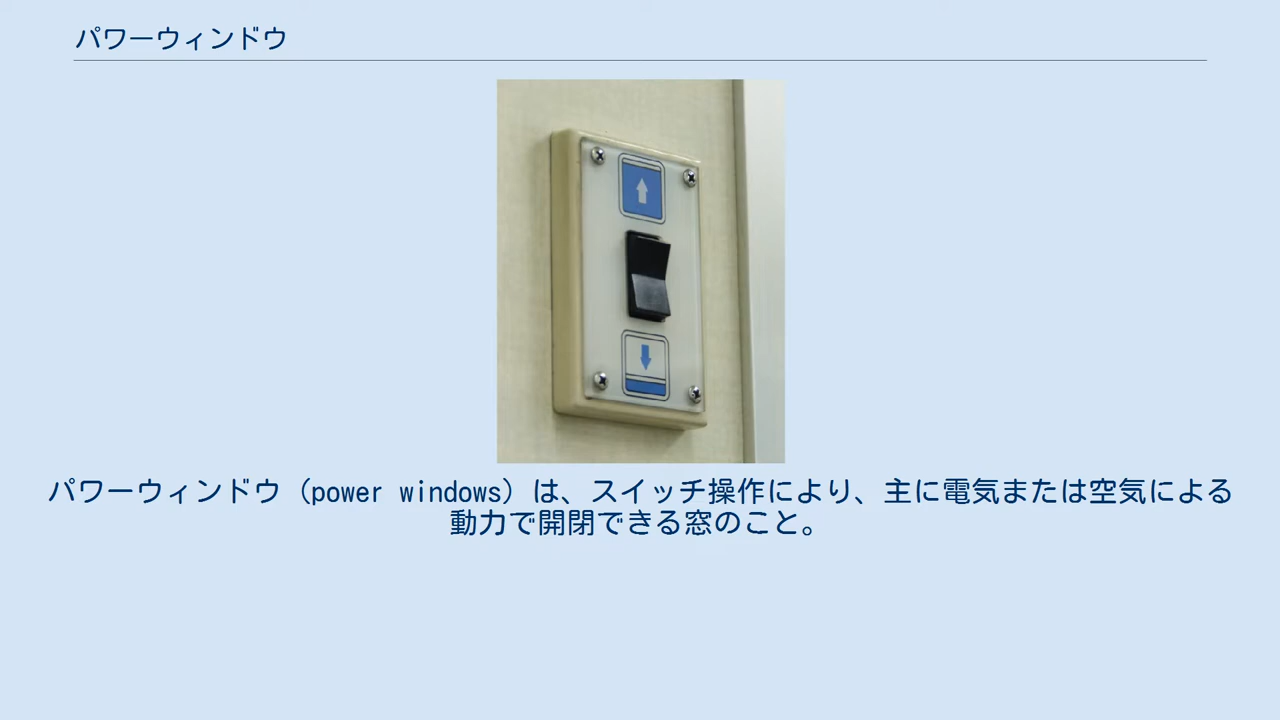 パワーウィンドウ
パワーウィンドウ（power windows）は、スイッチ操作により、主に電気または空気による
動力で開閉できる窓のこと。